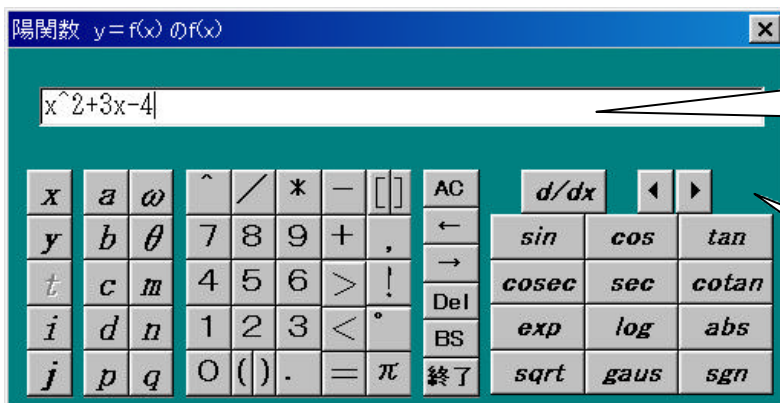 陽関数 y=f(x) のf(x)
x^2+3x-4
x a ω ^ / * - [ ] AC d/dx
y b θ 7 8 9 + , ← sin cos tan
t c m 4 5 6 > ! → cosec sec cotan
i d n 1 2 3 < ° Del exp log abs
j p q 0 ( ) . = π BS sqrt gaus sgn
終了